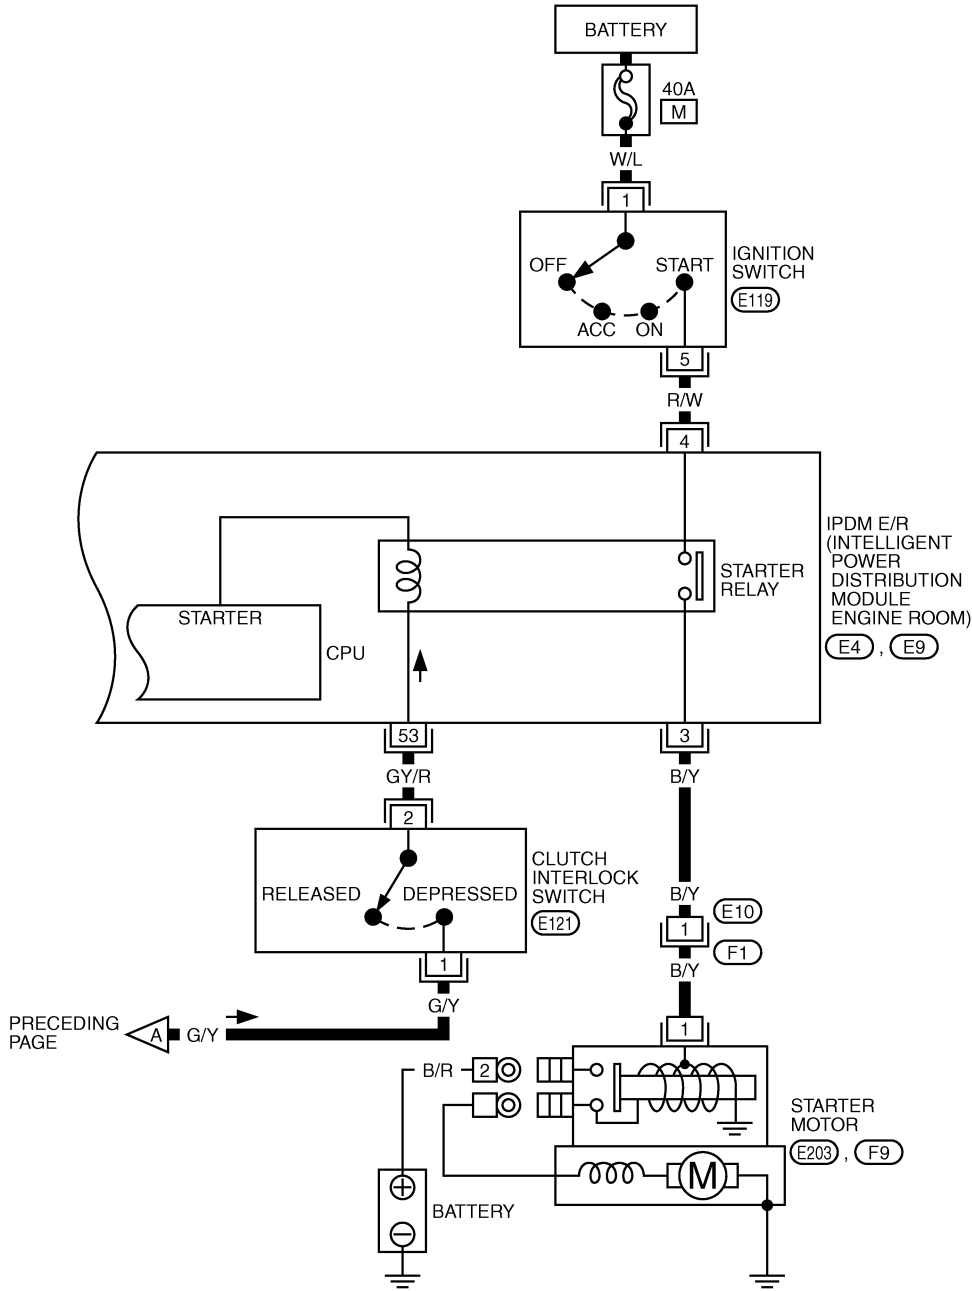 BATTERY
40A
M
W/L
1
OFF
START
ACC
ON
IGNITION
SWITCH
E119
5
R/W
4
IPDM E/R
(INTELLIGENT
POWER
DISTRIBUTION
MODULE
ENGINE ROOM)
E4 , E9
STARTER
RELAY
STARTER
CPU
53
3
GY/R
B/Y
2
CLUTCH
INTERLOCK
SWITCH
E121
RELEASED
DEPRESSED
B/Y
E10
1
F1
1
B/Y
G/Y
PRECEDING
PAGE
A
G/Y
1
B/R
2
STARTER
MOTOR
E203 , F9
M
+
−
BATTERY